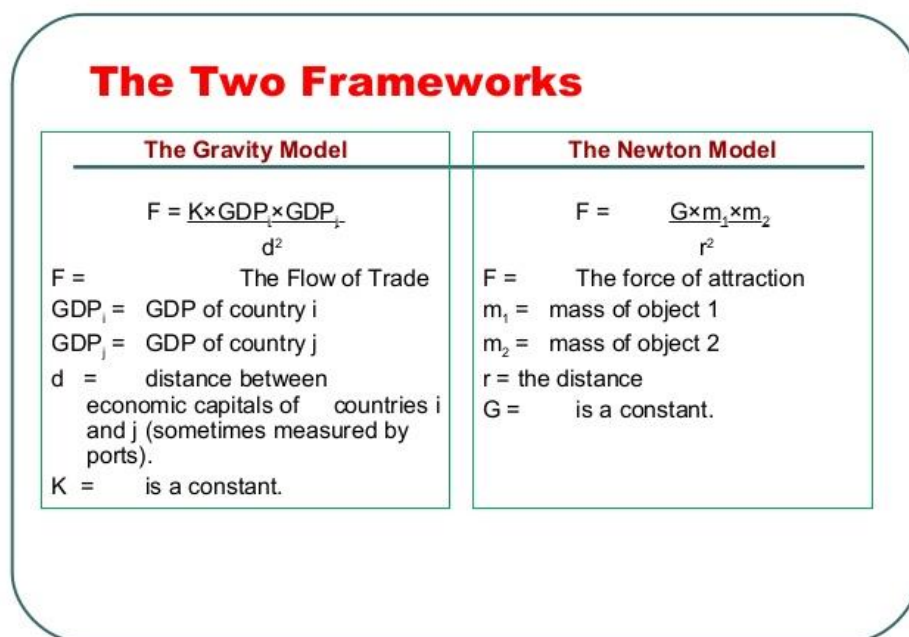 The Two Frameworks
The Gravity Model
F = K×GDPᵢ×GDPⱼ
d²
F = The Flow of Trade
GDPᵢ = GDP of country i
GDPⱼ = GDP of country j
d = distance between
economic capitals of countries i
and j (sometimes measured by
ports).
K = is a constant.
The Newton Model
F = G×m₁×m₂
r²
F = The force of attraction
m₁ = mass of object 1
m₂ = mass of object 2
r = the distance
G = is a constant.